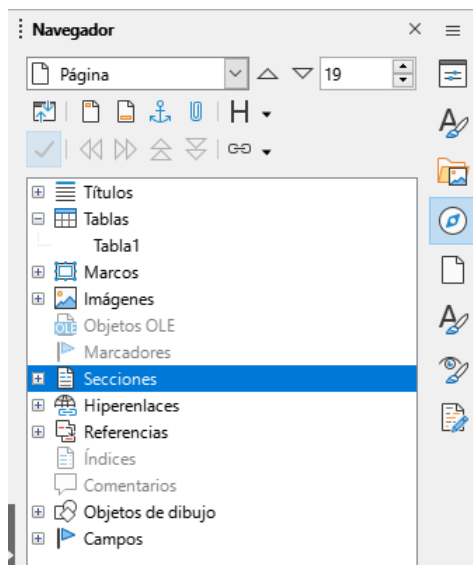 Navegador
Página 19
H
Títulos
Tablas
Tabla1
Marcos
Imágenes
OLE Objetos OLE
Marcadores
Secciones
Hiperenlaces
Referencias
Índices
Comentarios
Objetos de dibujo
Campos